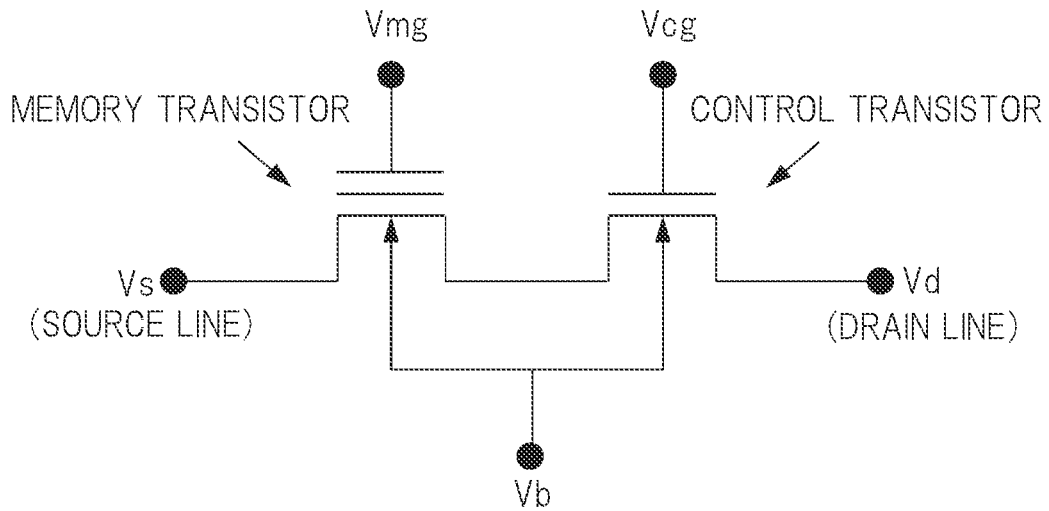 Vmg
Vcg
MEMORY TRANSISTOR
CONTROL TRANSISTOR
Vs
(SOURCE LINE)
Vd
(DRAIN LINE)
Vb